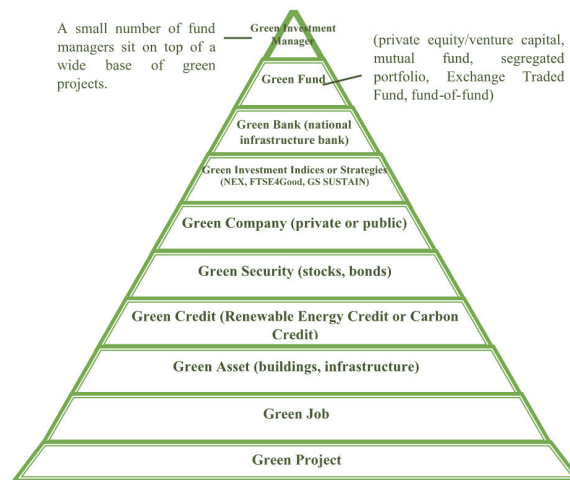 A small number of fund
managers sit on top of a
wide base of green
projects.
Green Investment
Manager
(private equity/venture capital,
mutual fund, segregated
portfolio, Exchange Traded
Fund, fund-of-fund)
Green Fund
Green Bank (national
infrastructure bank)
Green Investment Indices or Strategies
(NEX, FTSE4Good, GS SUSTAIN)
Green Company (private or public)
Green Security (stocks, bonds)
Green Credit (Renewable Energy Credit or Carbon
Credit)
Green Asset (buildings, infrastructure)
Green Job
Green Project